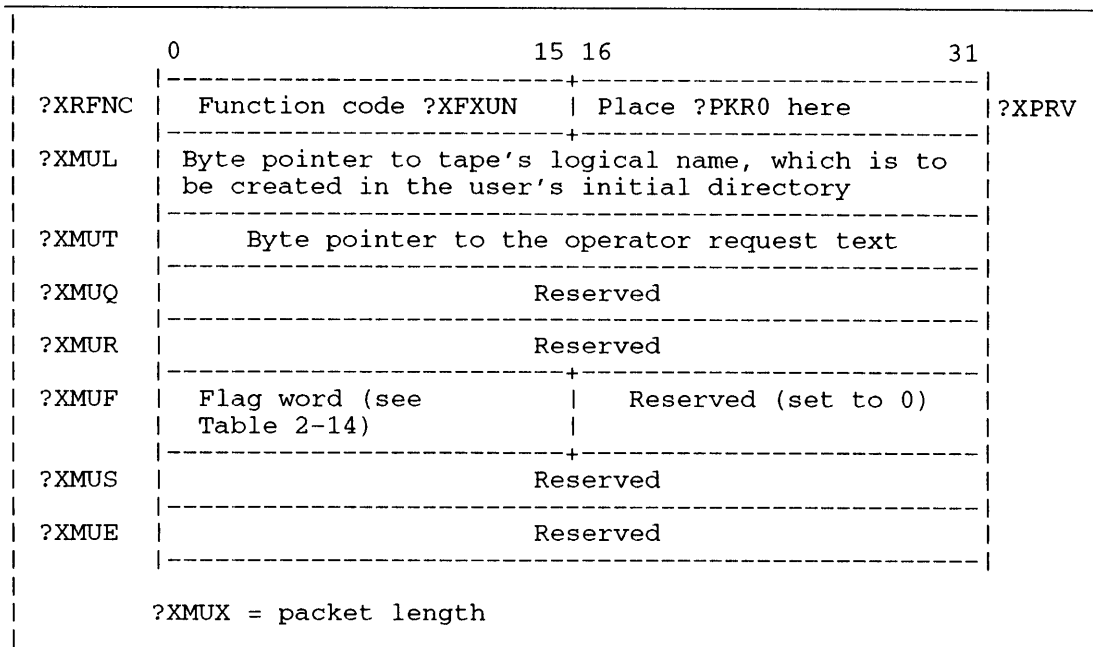 0 15 16 31
?XRFNC Function code ?XFXUN Place ?PKR0 here ?XPRV
?XMUL Byte pointer to tape's logical name, which is to
be created in the user's initial directory
?XMUT Byte pointer to the operator request text
?XMUQ Reserved
?XMUR Reserved
?XMUF Flag word (see Reserved (set to 0)
Table 2-14)
?XMUS Reserved
?XMUE Reserved
?XMUX = packet length